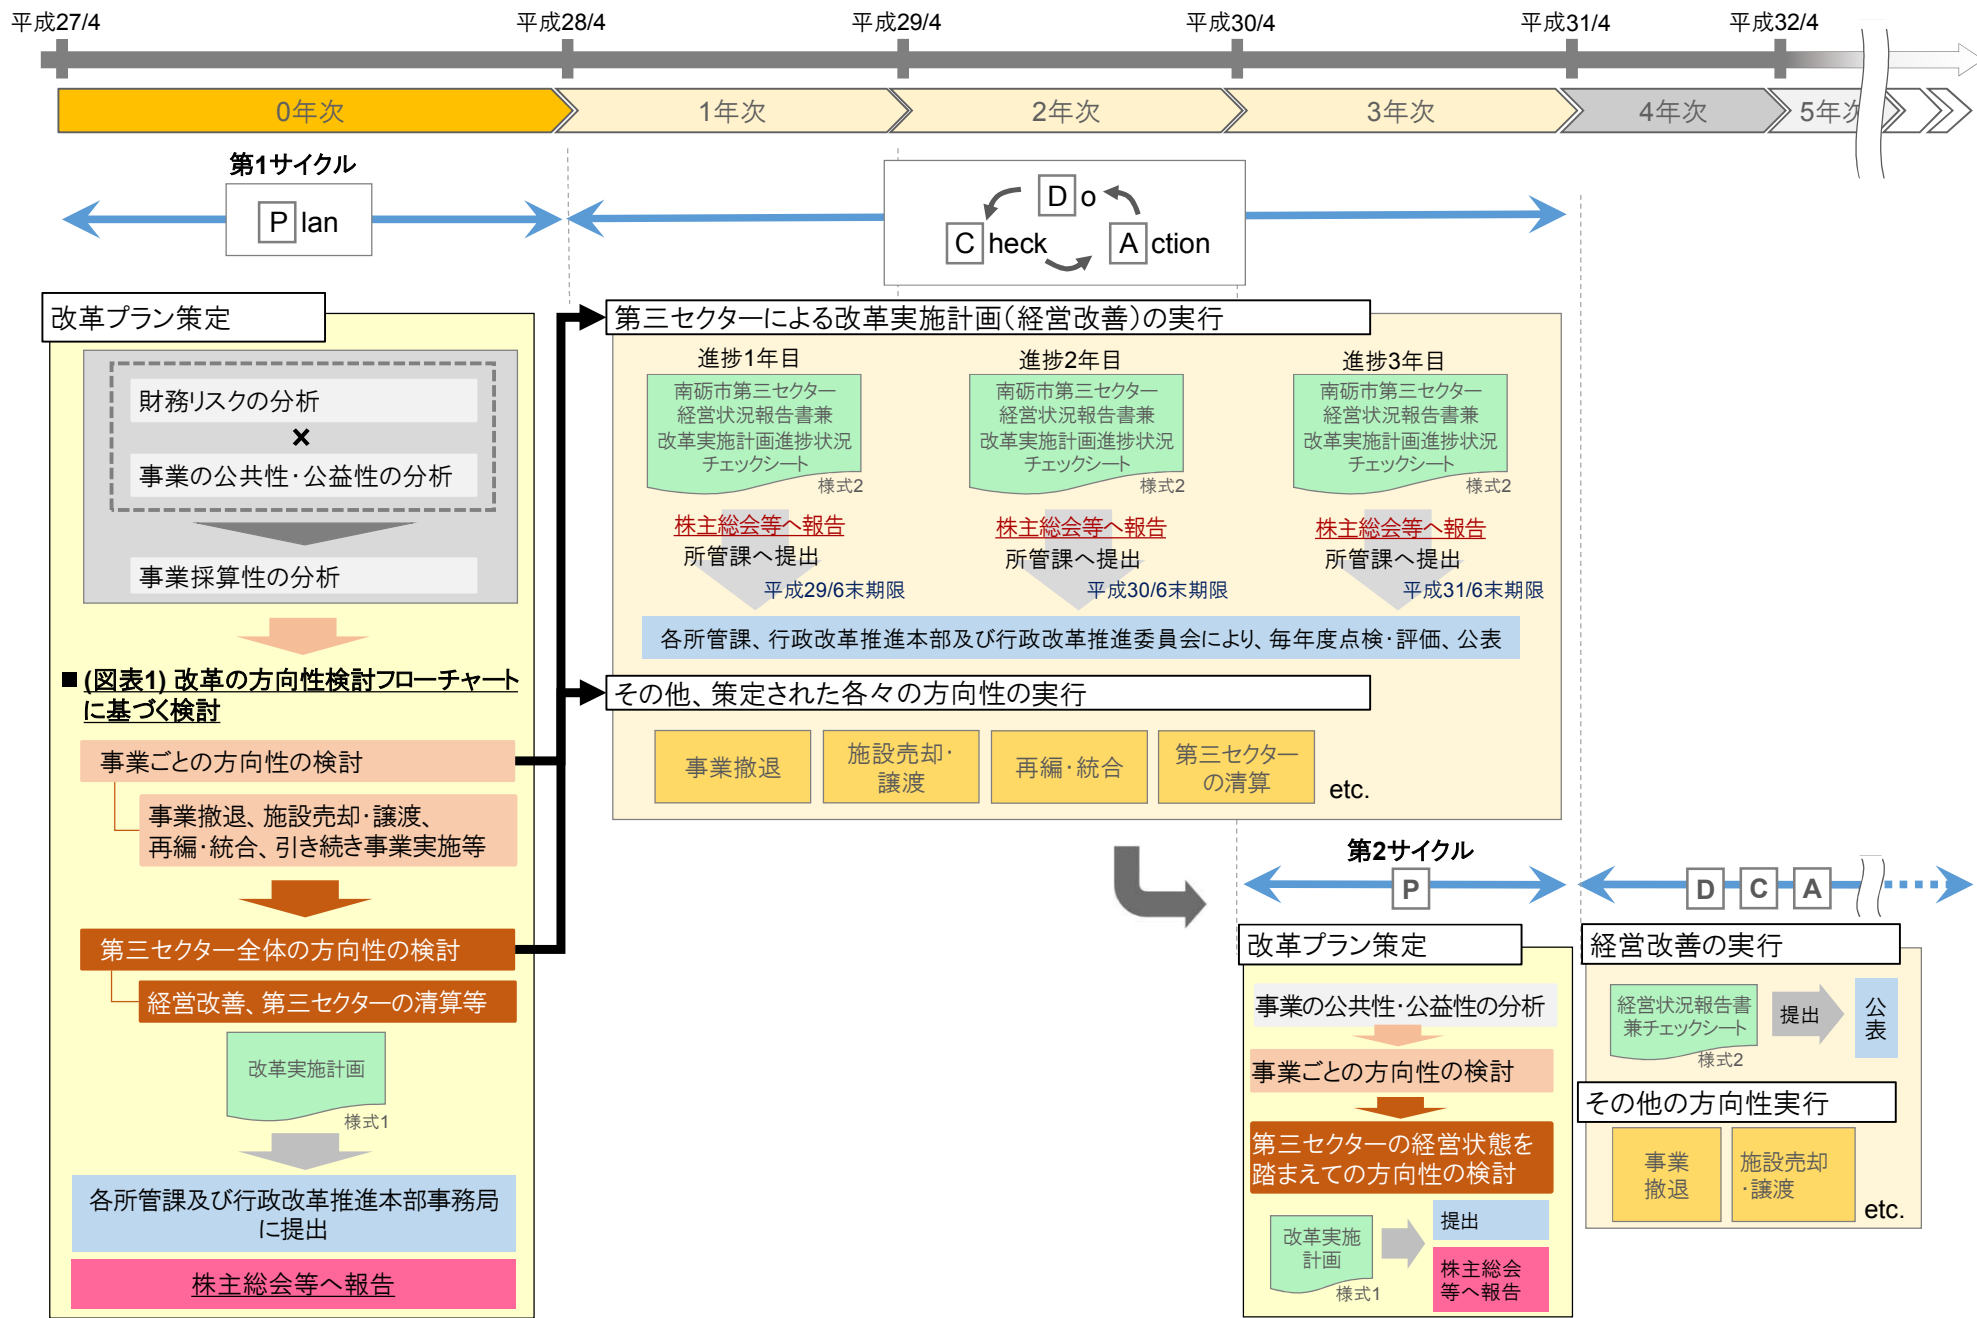 平成27/4
平成28/4
平成29/4
平成30/4
平成31/4
平成32/4
0年次
1年次
2年次
3年次
4年次
5年次
第1サイクル
Plan
Do
Check
Action
改革プラン策定
財務リスクの分析
×
事業の公共性・公益性の分析
事業採算性の分析
■(図表1) 改革の方向性検討フローチャート
に基づく検討
事業ごとの方向性の検討
事業撤退、施設売却・譲渡、
再編・統合、引き続き事業実施等
第三セクター全体の方向性の検討
経営改善、第三セクターの清算等
改革実施計画
様式1
各所管課及び行政改革推進本部事務局
に提出
株主総会等へ報告
第三セクターによる改革実施計画(経営改善)の実行
進捗1年目
南砺市第三セクター
経営状況報告書兼
改革実施計画進捗状況
チェックシート
様式2
株主総会等へ報告
所管課へ提出
平成29/6末期限
進捗2年目
南砺市第三セクター
経営状況報告書兼
改革実施計画進捗状況
チェックシート
様式2
株主総会等へ報告
所管課へ提出
平成30/6末期限
進捗3年目
南砺市第三セクター
経営状況報告書兼
改革実施計画進捗状況
チェックシート
様式2
株主総会等へ報告
所管課へ提出
平成31/6末期限
各所管課、行政改革推進本部及び行政改革推進委員会により、毎年度点検・評価、公表
その他、策定された各々の方向性の実行
事業撤退
施設売却・
譲渡
再編・統合
第三セクター
の清算
etc.
第2サイクル
P
D
C
A
改革プラン策定
事業の公共性・公益性の分析
事業ごとの方向性の検討
第三セクターの経営状態を
踏まえての方向性の検討
改革実施
計画
様式1
提出
株主総会
等へ報告
経営改善の実行
経営状況報告書
兼チェックシート
様式2
提出
公
表
その他の方向性実行
事業
撤退
施設売却
・譲渡
etc.